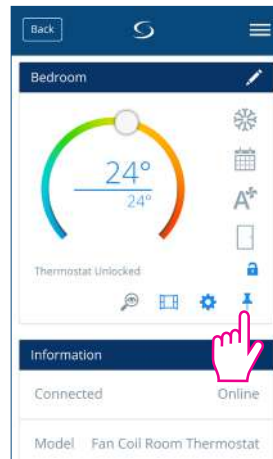 Back
Bedroom
24°
24°
A
Thermostat Unlocked
Information
Connected Online
Model Fan Coil Room Thermostat